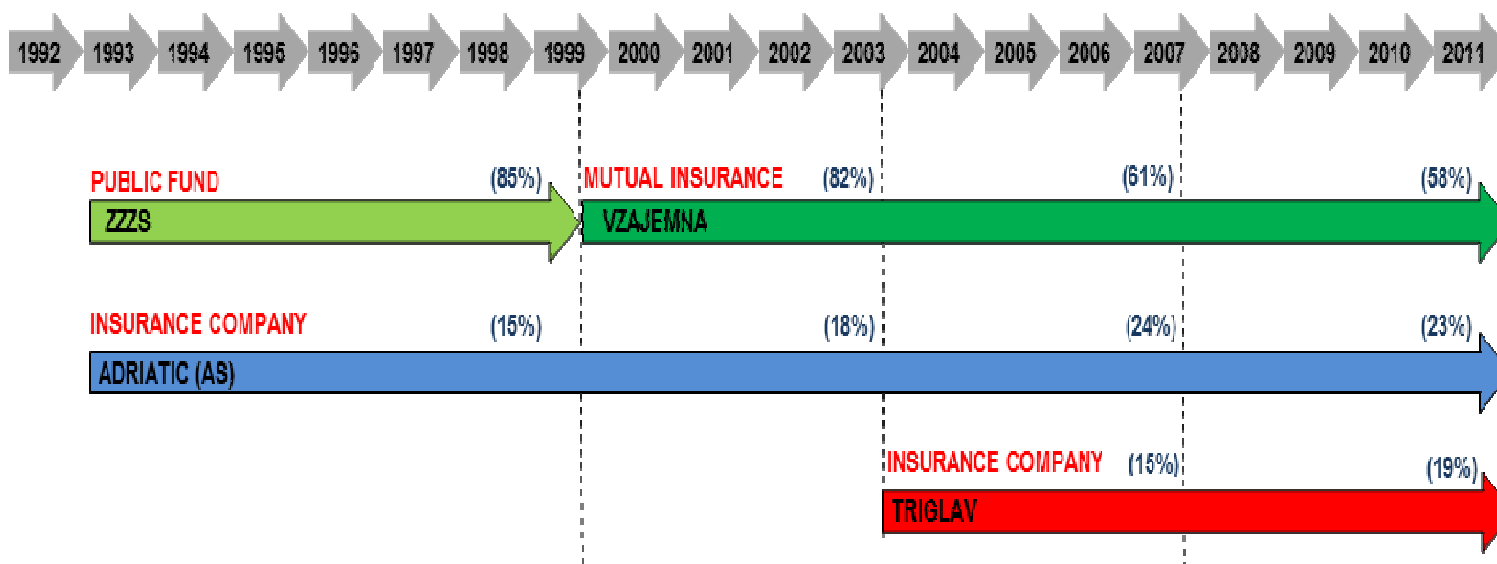 1992 1993 1994 1995 1996 1997 1998 1999 2000 2001 2002 2003 2004 2005 2006 2007 2008 2009 2010 2011
PUBLIC FUND (85%) MUTUAL INSURANCE (82%) (61%) (58%)
ZZZS VZAJEMNA
INSURANCE COMPANY (15%) (18%) (24%) (23%)
ADRIATIC (AS)
INSURANCE COMPANY (15%) (19%)
TRIGLAV